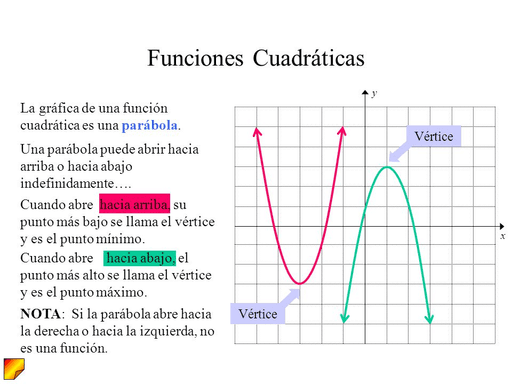 Funciones Cuadráticas
La gráfica de una función
cuadrática es una parábola.
Una parábola puede abrir hacia
arriba o hacia abajo
indefinidamente….
Cuando abre hacia arriba, su
punto más bajo se llama el vértice
y es el punto mínimo.
Cuando abre hacia abajo, el
punto más alto se llama el vértice
y es el punto máximo.
NOTA: Si la parábola abre hacia
la derecha o hacia la izquierda, no
es una función.
y
Vértice
x
Vértice